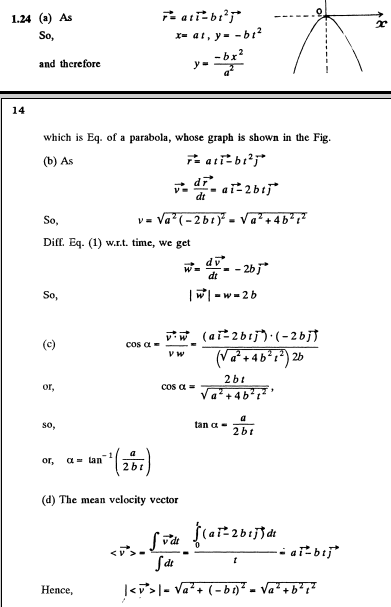 1.24 (a) As r⃗ = a t i⃗ − b t² j⃗
So, x = a t , y = − b t²
and therefore y = −b x² / a²
O
x
14
which is Eq. of a parabola, whose graph is shown in the Fig.
(b) As r⃗ = a t i⃗ − b t² j⃗
v⃗ = d r⃗ / dt = a i⃗ − 2 b t j⃗
So, v = √(a² (− 2 b t)²) = √(a² + 4 b² t²)
Diff. Eq. (1) w.r.t. time, we get
w⃗ = d v⃗ / dt = − 2b j⃗
So, | w⃗ | = w = 2 b
(c) cos α = v⃗ · w⃗ / v w = (a i⃗ − 2 b t j⃗) · (− 2 b j⃗) / (√(a² + 4 b² t²)) 2b
or, cos α = 2 b t / √(a² + 4 b² t²) ,
so, tan α = a / 2 b t
or, α = tan⁻¹ (a / 2 b t)
(d) The mean velocity vector
< v⃗ > = ∫ v⃗ dt / ∫ dt = ∫₀ᵗ (a i⃗ − 2 b t j⃗) dt / t = a i⃗ − b t j⃗
Hence, |< v⃗ >| = √(a² + (− b t)²) = √(a² + b² t²)